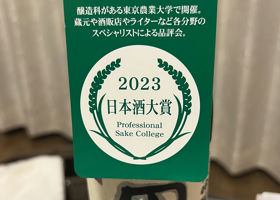 醸造科がある東京農業大学で開催。
蔵元や酒販店やライターなど各分野の
スペシャリストによる品評会。
2023
日本酒大賞
Professional
Sake College